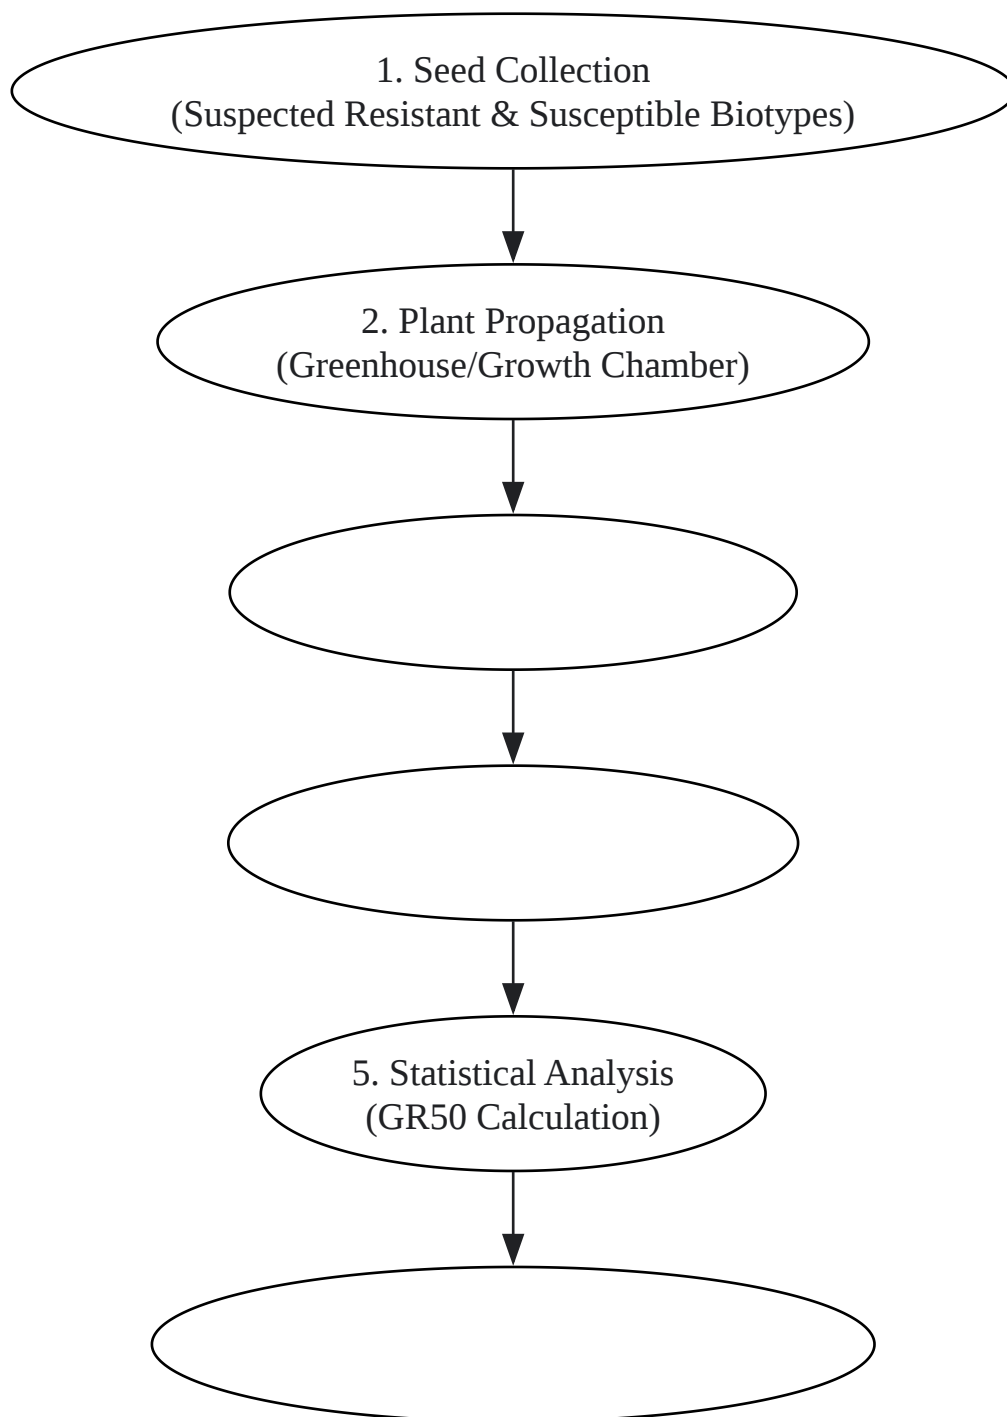 1. Seed Collection
(Suspected Resistant & Susceptible Biotypes)
2. Plant Propagation
(Greenhouse/Growth Chamber)
5. Statistical Analysis
(GR50 Calculation)